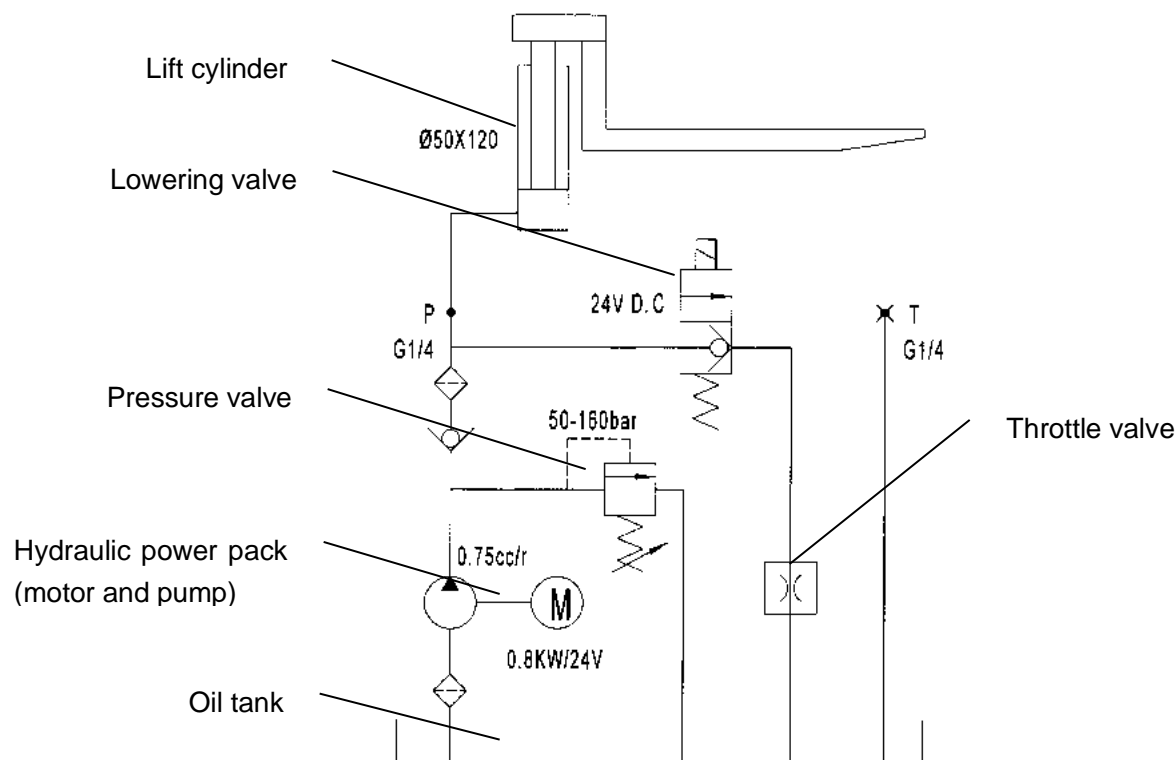 Lift cylinder
Ø50X120
Lowering valve
24V D.C
P
T
G1/4
G1/4
Pressure valve
50-160bar
Throttle valve
Hydraulic power pack
(motor and pump)
0.75cc/r
M
0.8KW/24V
Oil tank